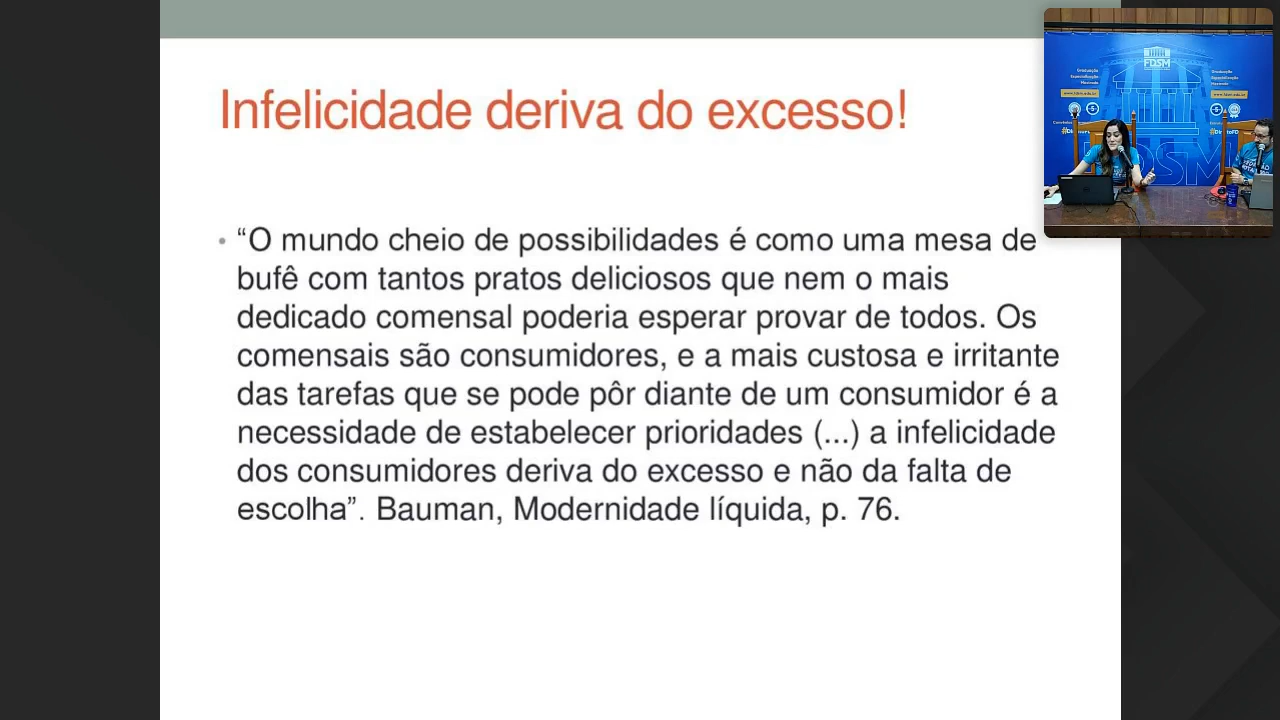 Infelicidade deriva do excesso!
• “O mundo cheio de possibilidades é como uma mesa de
bufê com tantos pratos deliciosos que nem o mais
dedicado comensal poderia esperar provar de todos. Os
comensais são consumidores, e a mais custosa e irritante
das tarefas que se pode pôr diante de um consumidor é a
necessidade de estabelecer prioridades (...) a infelicidade
dos consumidores deriva do excesso e não da falta de
escolha”. Bauman, Modernidade líquida, p. 76.
FDSM
Graduação
Especialização
Mestrado